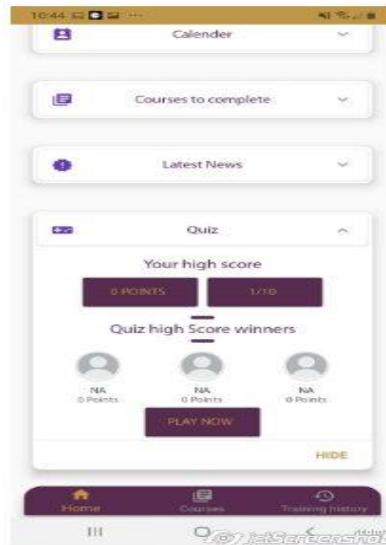 10:44
Calender
Courses to complete
Latest News
Quiz
Your high score
0 POINTS 1/10
Quiz high Score winners
NA NA NA
0 Points 0 Points 0 Points
PLAY NOW
HIDE
Home Courses Training history
JetScreenshot